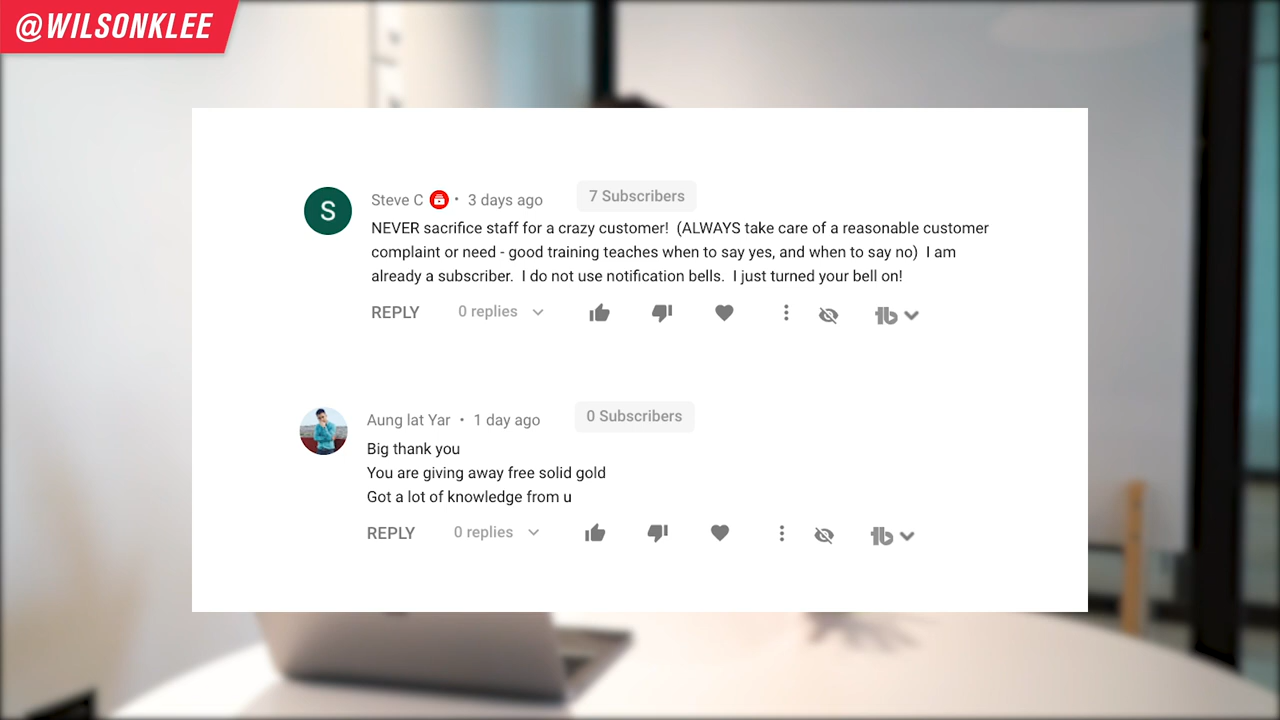 @WILSONKLEE
S
Steve C • 3 days ago 7 Subscribers
NEVER sacrifice staff for a crazy customer! (ALWAYS take care of a reasonable customer
complaint or need - good training teaches when to say yes, and when to say no) I am
already a subscriber. I do not use notification bells. I just turned your bell on!
REPLY 0 replies tb
Aung lat Yar • 1 day ago 0 Subscribers
Big thank you
You are giving away free solid gold
Got a lot of knowledge from u
REPLY 0 replies tb